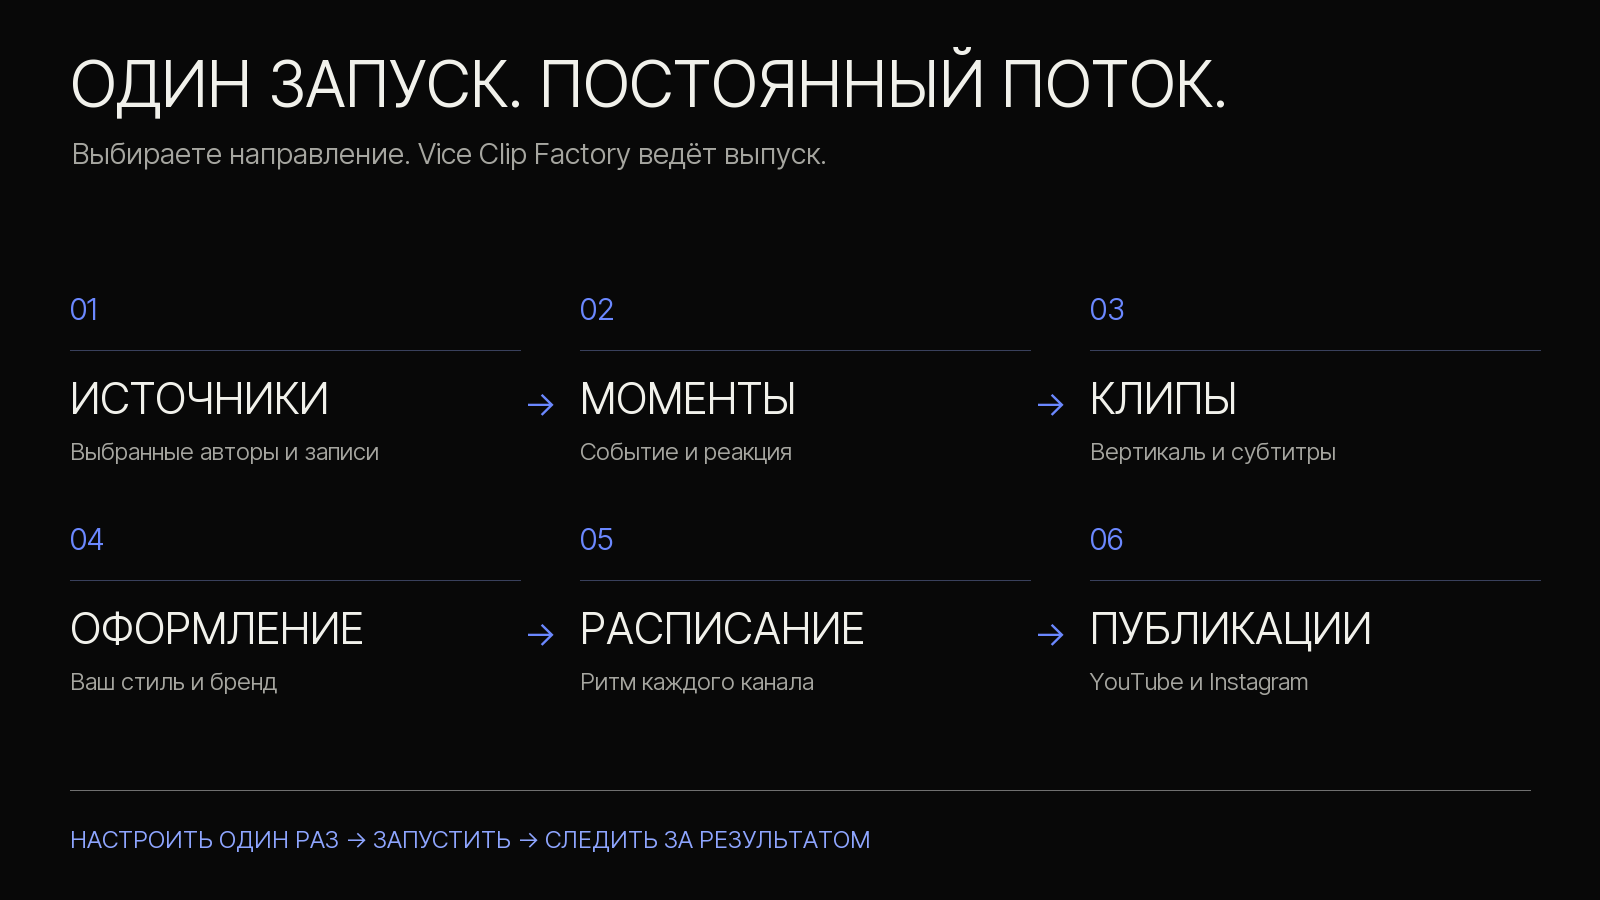 ОДИН ЗАПУСК. ПОСТОЯННЫЙ ПОТОК.
Выбираете направление. Vice Clip Factory ведёт выпуск.
01
ИСТОЧНИКИ
Выбранные авторы и записи
→
02
МОМЕНТЫ
Событие и реакция
→
03
КЛИПЫ
Вертикаль и субтитры
04
ОФОРМЛЕНИЕ
Ваш стиль и бренд
→
05
РАСПИСАНИЕ
Ритм каждого канала
→
06
ПУБЛИКАЦИИ
YouTube и Instagram
НАСТРОИТЬ ОДИН РАЗ → ЗАПУСТИТЬ → СЛЕДИТЬ ЗА РЕЗУЛЬТАТОМ